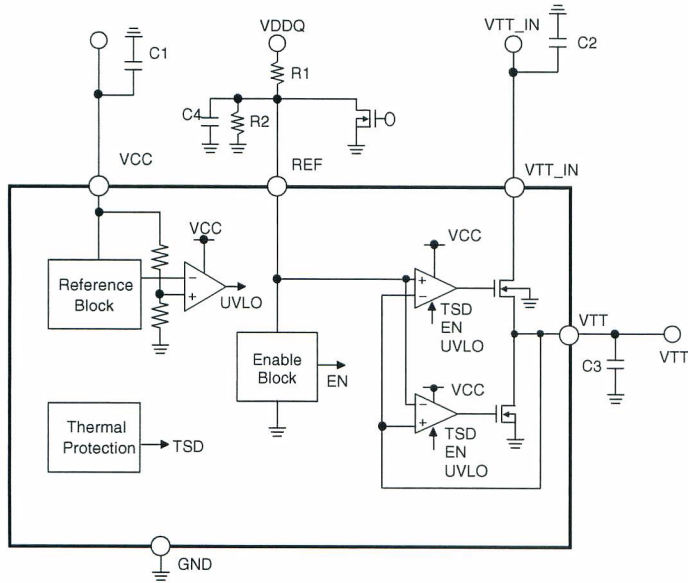 VDDQ
VTT_IN
C1
C2
R1
C4
R2
VCC
REF
VTT_IN
VCC
VCC
Reference
Block
UVLO
TSD
EN
UVLO
VTT
Enable
Block
EN
C3
VTT
VCC
Thermal
Protection
TSD
TSD
EN
UVLO
GND